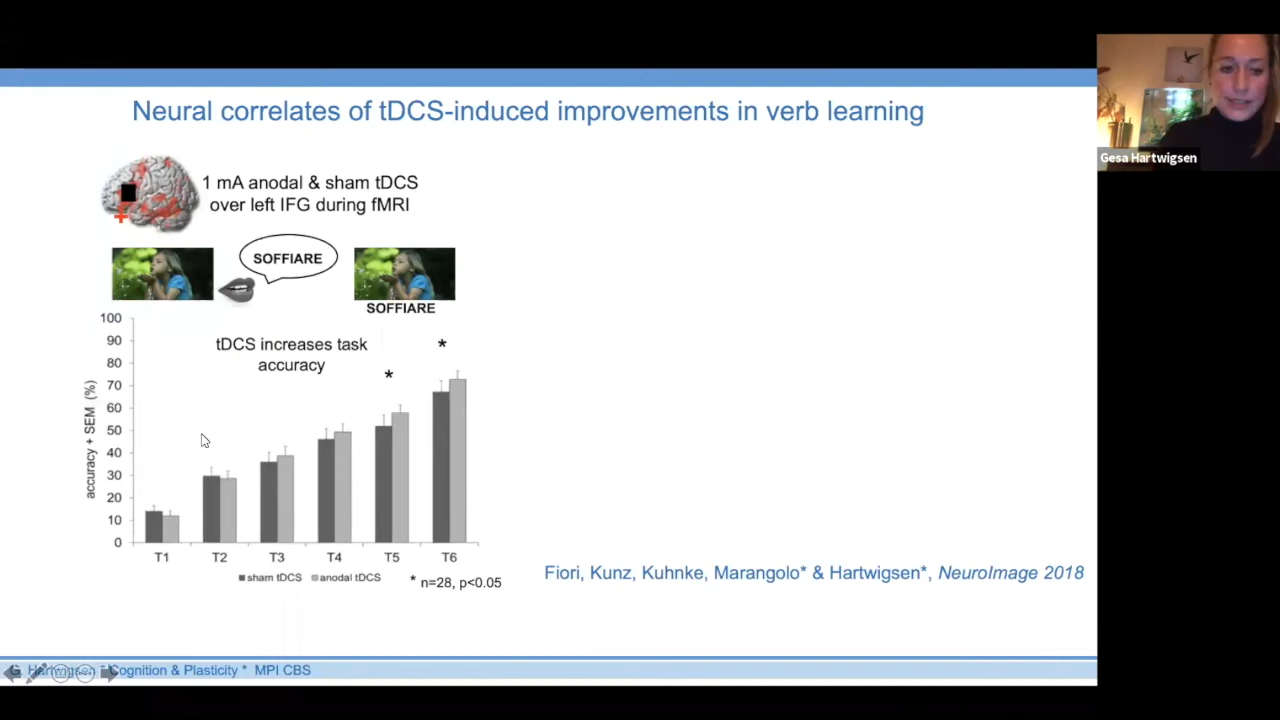 Neural correlates of tDCS-induced improvements in verb learning
Gesa Hartwigsen
1 mA anodal & sham tDCS
over left IFG during fMRI
SOFFIARE
SOFFIARE
tDCS increases task
accuracy
*
*
accuracy + SEM (%)
100
90
80
70
60
50
40
30
20
10
0
T1 T2 T3 T4 T5 T6
sham tDCS anodal tDCS
* n=28, p<0.05
Fiori, Kunz, Kuhnke, Marangolo* & Hartwigsen*, NeuroImage 2018
G. Hartwigsen * Cognition & Plasticity * MPI CBS